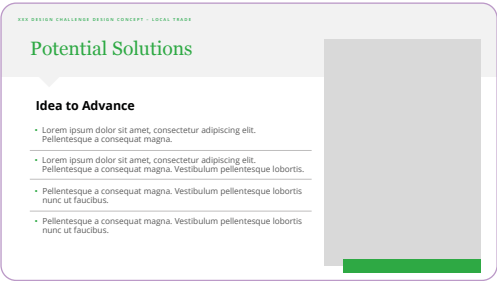 EXE DESIGN CHALLENGE DESIGN CONCEPT – LOCAL TRADE
Potential Solutions
Idea to Advance
• Lorem ipsum dolor sit amet, consectetur adipiscing elit.
Pellentesque a consequat magna.
• Lorem ipsum dolor sit amet, consectetur adipiscing elit.
Pellentesque a consequat magna. Vestibulum pellentesque lobortis.
• Pellentesque a consequat magna. Vestibulum pellentesque lobortis
nunc ut faucibus.
• Pellentesque a consequat magna. Vestibulum pellentesque lobortis
nunc ut faucibus.